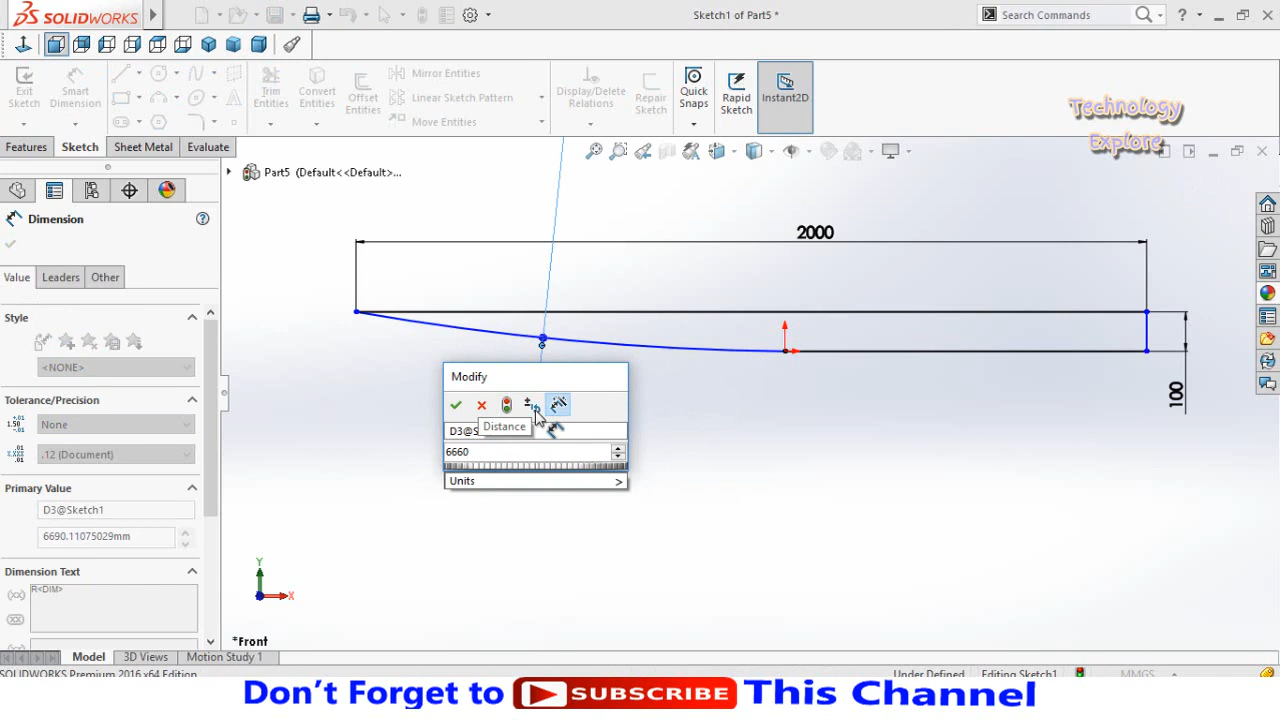 SOLIDWORKS
Sketch1 of Part5 *
Search Commands
?
Exit Sketch
Smart Dimension
Trim Entities
Convert Entities
Offset Entities
Mirror Entities
Linear Sketch Pattern
Move Entities
Display/Delete Relations
Repair Sketch
Quick Snaps
Rapid Sketch
Instant2D
Technology
Explore
Features
Sketch
Sheet Metal
Evaluate
Part5 (Default<<Default>...
Dimension
Value
Leaders
Other
Style
<NONE>
Tolerance/Precision
None
.12 (Document)
Primary Value
D3@Sketch1
6690.11075029mm
Dimension Text
R<DIM>
2000
100
Modify
Distance
D3@S
6660
Units
Y
X
*Front
Model
3D Views
Motion Study 1
SOLIDWORKS Premium 2016 x64 Edition
Under Defined
Editing Sketch1
MMGS
Don't Forget to SUBSCRIBE This Channel